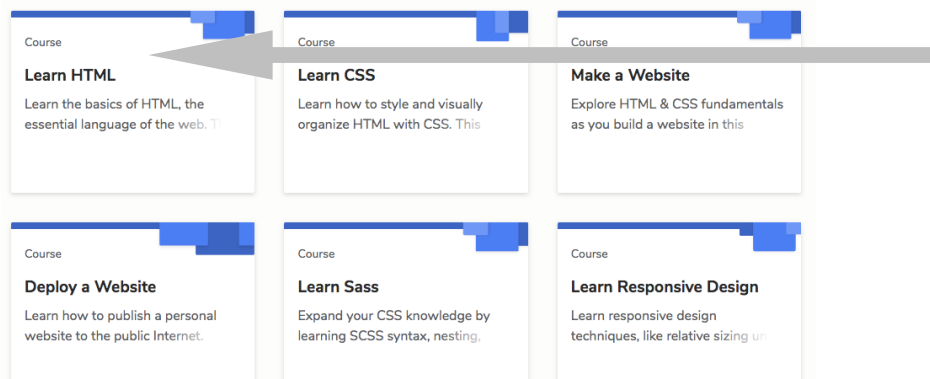 Course
Learn HTML
Learn the basics of HTML, the
essential language of the web. T
Course
Learn CSS
Learn how to style and visually
organize HTML with CSS. This
Course
Make a Website
Explore HTML & CSS fundamentals
as you build a website in this
Course
Deploy a Website
Learn how to publish a personal
website to the public Internet.
Course
Learn Sass
Expand your CSS knowledge by
learning SCSS syntax, nesting,
Course
Learn Responsive Design
Learn responsive design
techniques, like relative sizing un